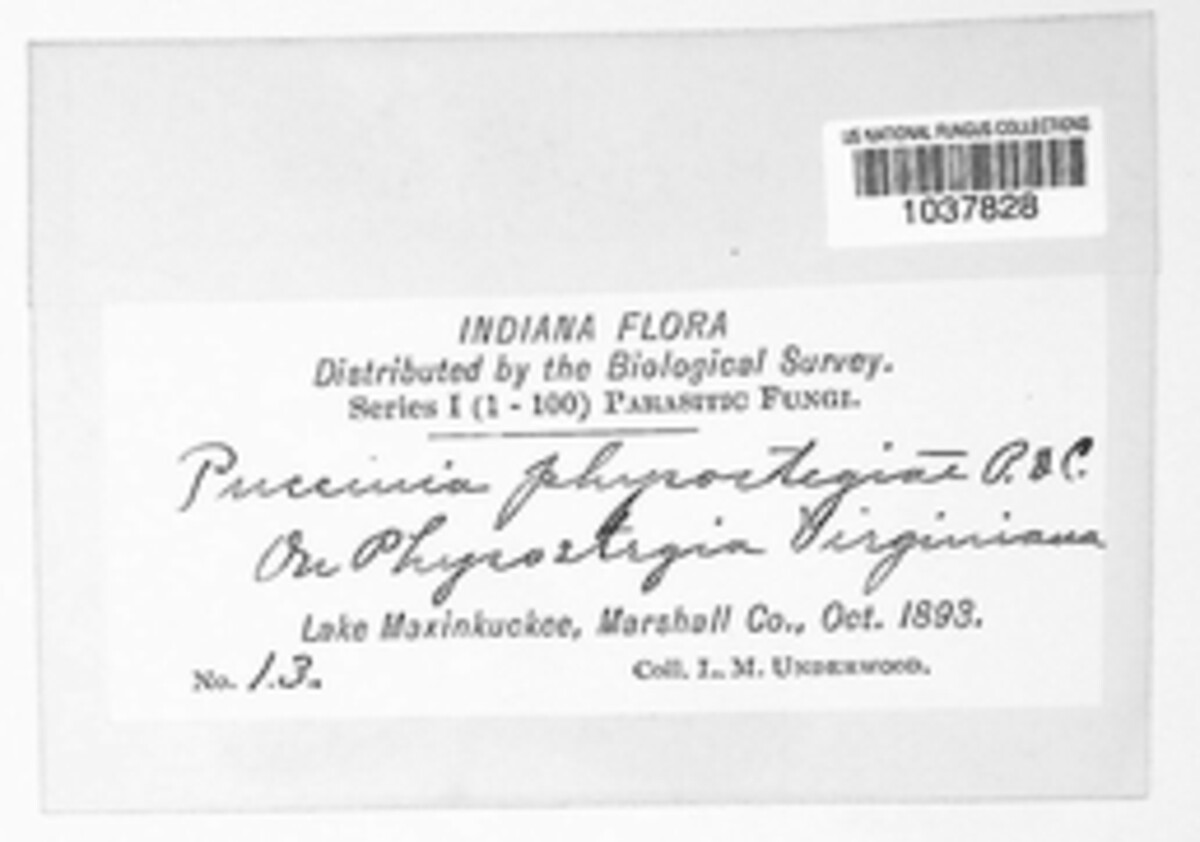 US NATIONAL FUNGUS COLLECTIONS
1037828
INDIANA FLORA
Distributed by the Biological Survey.
Series I (1 - 100) PARASITIC FUNGI.
Puccinia physostegiae P. & C.
On Physostegia Virginiana
Lake Maxinkuckee, Marshall Co., Oct. 1893.
No. 13.
Coll. L. M. UNDERWOOD.